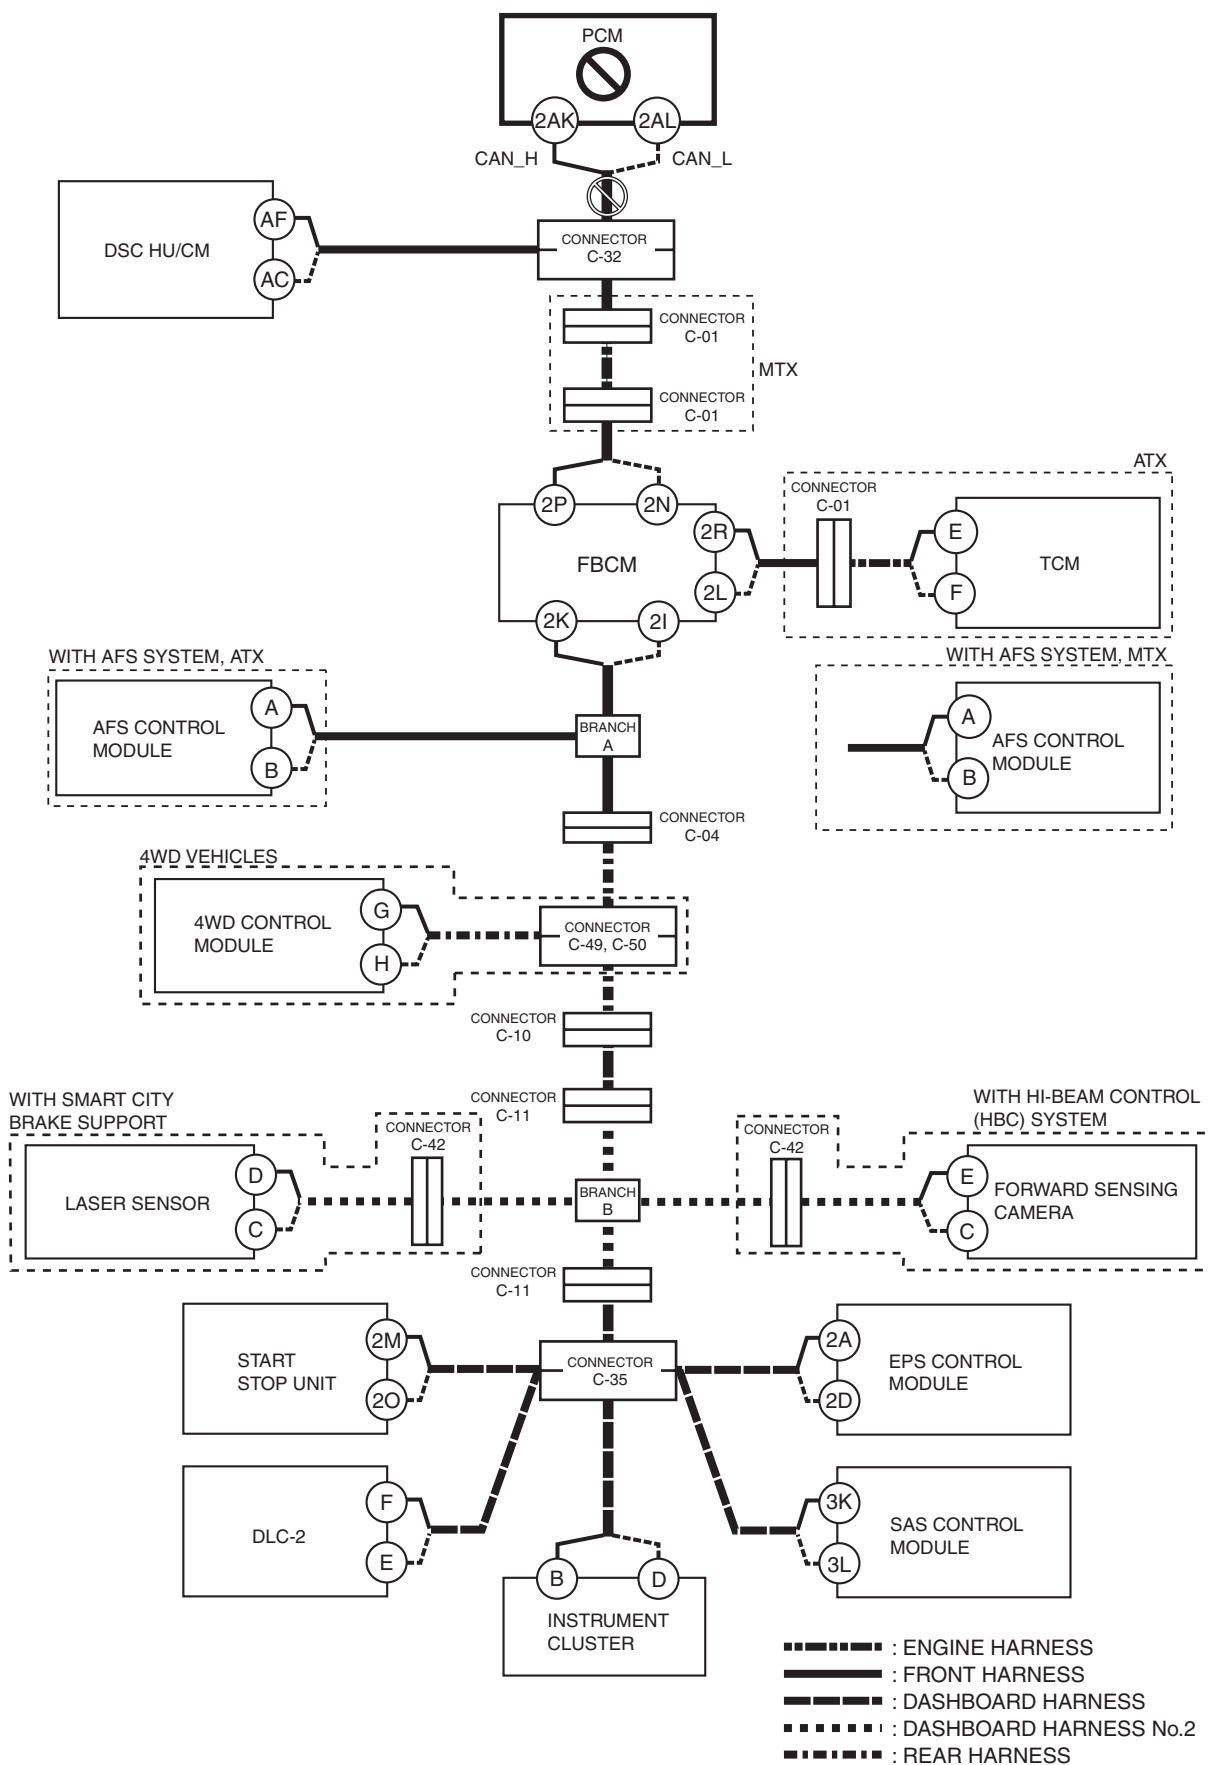 PCM
2AK
2AL
CAN_H
CAN_L
DSC HU/CM
AF
AC
CONNECTOR
C-32
CONNECTOR
C-01
MTX
CONNECTOR
C-01
2P
2N
FBCM
2R
2L
2K
2I
ATX
CONNECTOR
C-01
E
F
TCM
WITH AFS SYSTEM, ATX
AFS CONTROL
MODULE
A
B
BRANCH
A
WITH AFS SYSTEM, MTX
A
B
AFS CONTROL
MODULE
CONNECTOR
C-04
4WD VEHICLES
4WD CONTROL
MODULE
G
H
CONNECTOR
C-49, C-50
CONNECTOR
C-10
CONNECTOR
C-11
WITH SMART CITY
BRAKE SUPPORT
LASER SENSOR
D
C
CONNECTOR
C-42
BRANCH
B
CONNECTOR
C-42
WITH HI-BEAM CONTROL
(HBC) SYSTEM
E
C
FORWARD SENSING
CAMERA
CONNECTOR
C-11
START
STOP UNIT
2M
2O
CONNECTOR
C-35
2A
2D
EPS CONTROL
MODULE
DLC-2
F
E
3K
3L
SAS CONTROL
MODULE
B
D
INSTRUMENT
CLUSTER
: ENGINE HARNESS
: FRONT HARNESS
: DASHBOARD HARNESS
: DASHBOARD HARNESS No.2
: REAR HARNESS